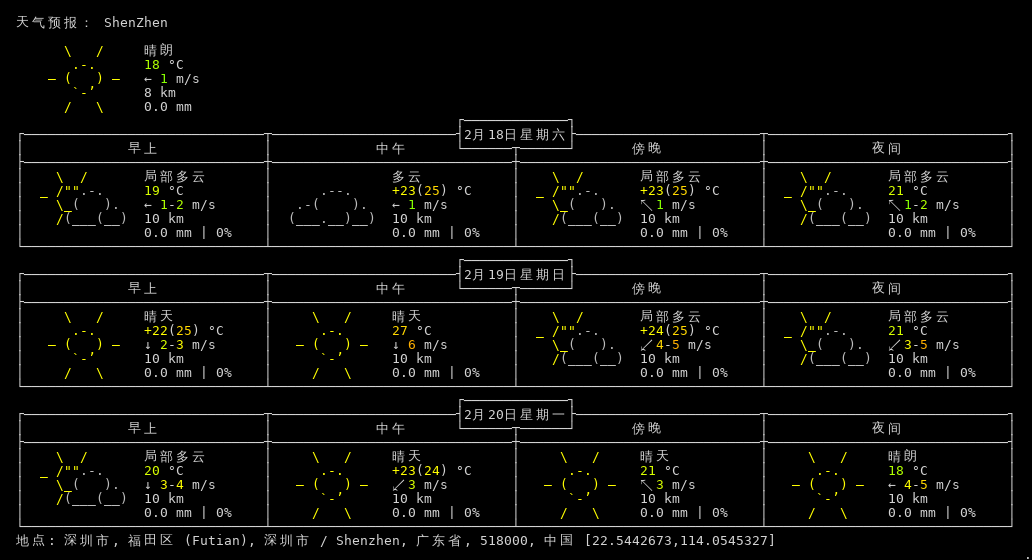 天气预报： ShenZhen
晴朗
18 °C
← 1 m/s
8 km
0.0 mm
2月18日星期六
早上 中午 傍晚 夜间
局部多云 多云 局部多云 局部多云
19 °C +23(25) °C +23(25) °C 21 °C
← 1-2 m/s ← 1 m/s ↖ 1 m/s ↖ 1-2 m/s
10 km 10 km 10 km 10 km
0.0 mm | 0% 0.0 mm | 0% 0.0 mm | 0% 0.0 mm | 0%
2月19日星期日
早上 中午 傍晚 夜间
晴天 晴天 局部多云 局部多云
+22(25) °C 27 °C +24(25) °C 21 °C
↓ 2-3 m/s ↓ 6 m/s ↙ 4-5 m/s ↙ 3-5 m/s
10 km 10 km 10 km 10 km
0.0 mm | 0% 0.0 mm | 0% 0.0 mm | 0% 0.0 mm | 0%
2月20日星期一
早上 中午 傍晚 夜间
局部多云 晴天 晴天 晴朗
20 °C +23(24) °C 21 °C 18 °C
↓ 3-4 m/s ↙ 3 m/s ↖ 3 m/s ← 4-5 m/s
10 km 10 km 10 km 10 km
0.0 mm | 0% 0.0 mm | 0% 0.0 mm | 0% 0.0 mm | 0%
地点: 深圳市, 福田区 (Futian), 深圳市 / Shenzhen, 广东省, 518000, 中国 [22.5442673,114.0545327]